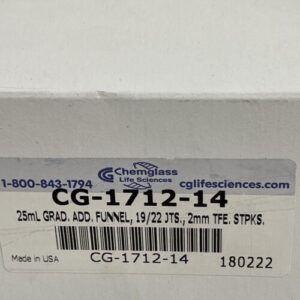 CG Chemglass
Life Sciences
1-800-843-1794 cglifesciences.com
CG-1712-14
25mL GRAD. ADD. FUNNEL, 19/22 JTS., 2mm TFE. STPKS.
Made in USA CG-1712-14 180222